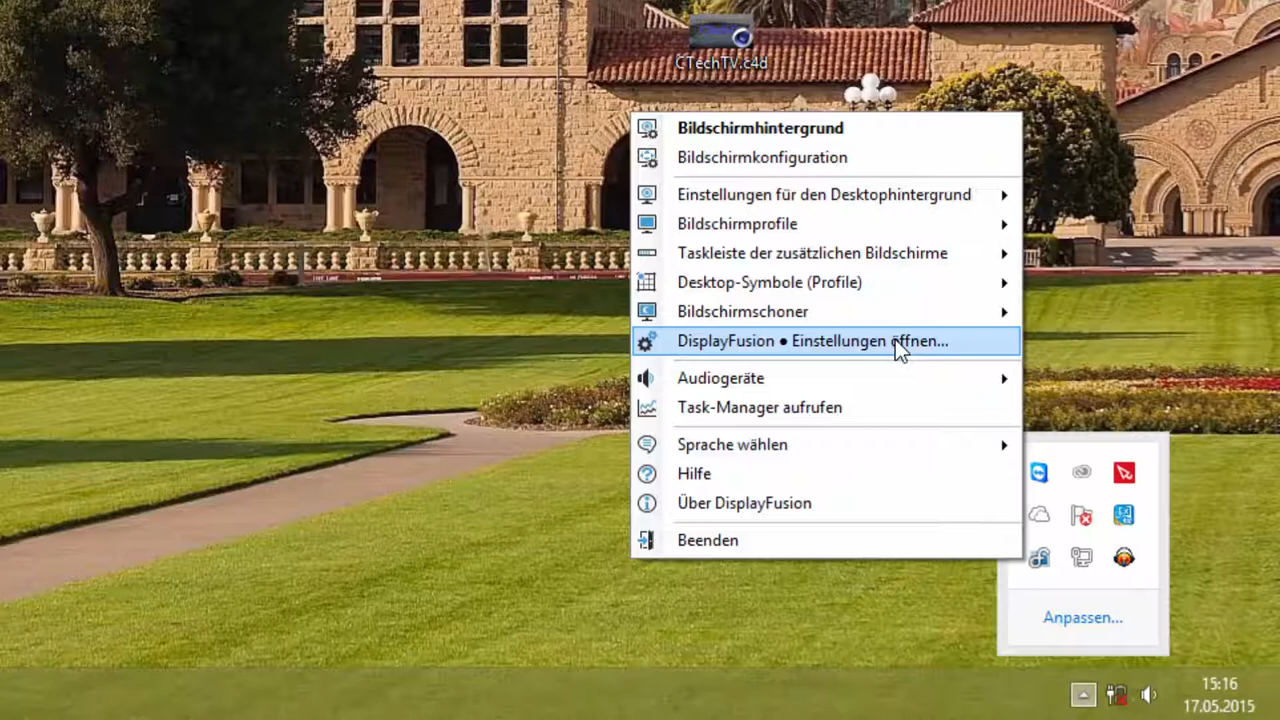 CTechTV.c4d
Bildschirmhintergrund
Bildschirmkonfiguration
Einstellungen für den Desktophintergrund
Bildschirmprofile
Taskleiste der zusätzlichen Bildschirme
Desktop-Symbole (Profile)
Bildschirmschoner
DisplayFusion ● Einstellungen öffnen...
Audiogeräte
Task-Manager aufrufen
Sprache wählen
Hilfe
Über DisplayFusion
Beenden
Anpassen...
15:16
17.05.2015